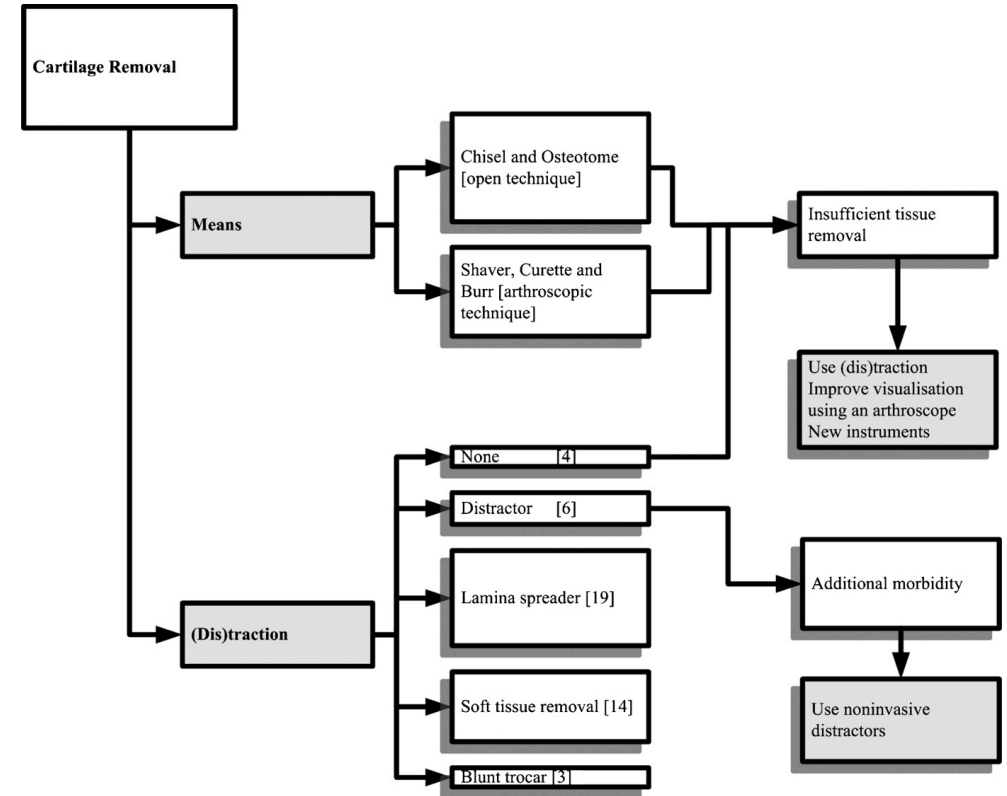 Cartilage Removal
Means
Chisel and Osteotome
[open technique]
Shaver, Curette and
Burr [arthroscopic
technique]
Insufficient tissue
removal
Use (dis)traction
Improve visualisation
using an arthroscope
New instruments
(Dis)traction
None [4]
Distractor [6]
Lamina spreader [19]
Soft tissue removal [14]
Blunt trocar [3]
Additional morbidity
Use noninvasive
distractors